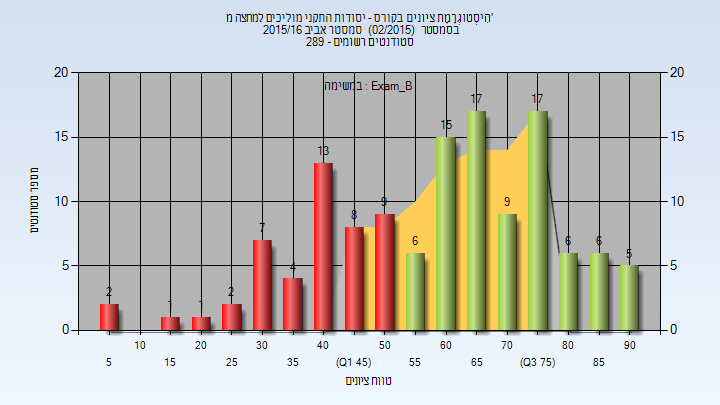 היסטוגרמת ציונים בקורס - יסודות התקני מוליכים למחצה מ'
בסמסטר (02/2015) סמסטר אביב 2015/16
סטודנטים רשומים - 289
במשימה : Exam_B
20 20
15 15
10 10
5 5
0 0
מספר סטודנטים
2 1 1 2 7 4 13 8 9 6 15 17 9 17 6 6 5
10 20 30 40 50 60 70 80 90
5 15 25 35 (Q1 45) 55 65 (Q3 75) 85
טווח ציונים